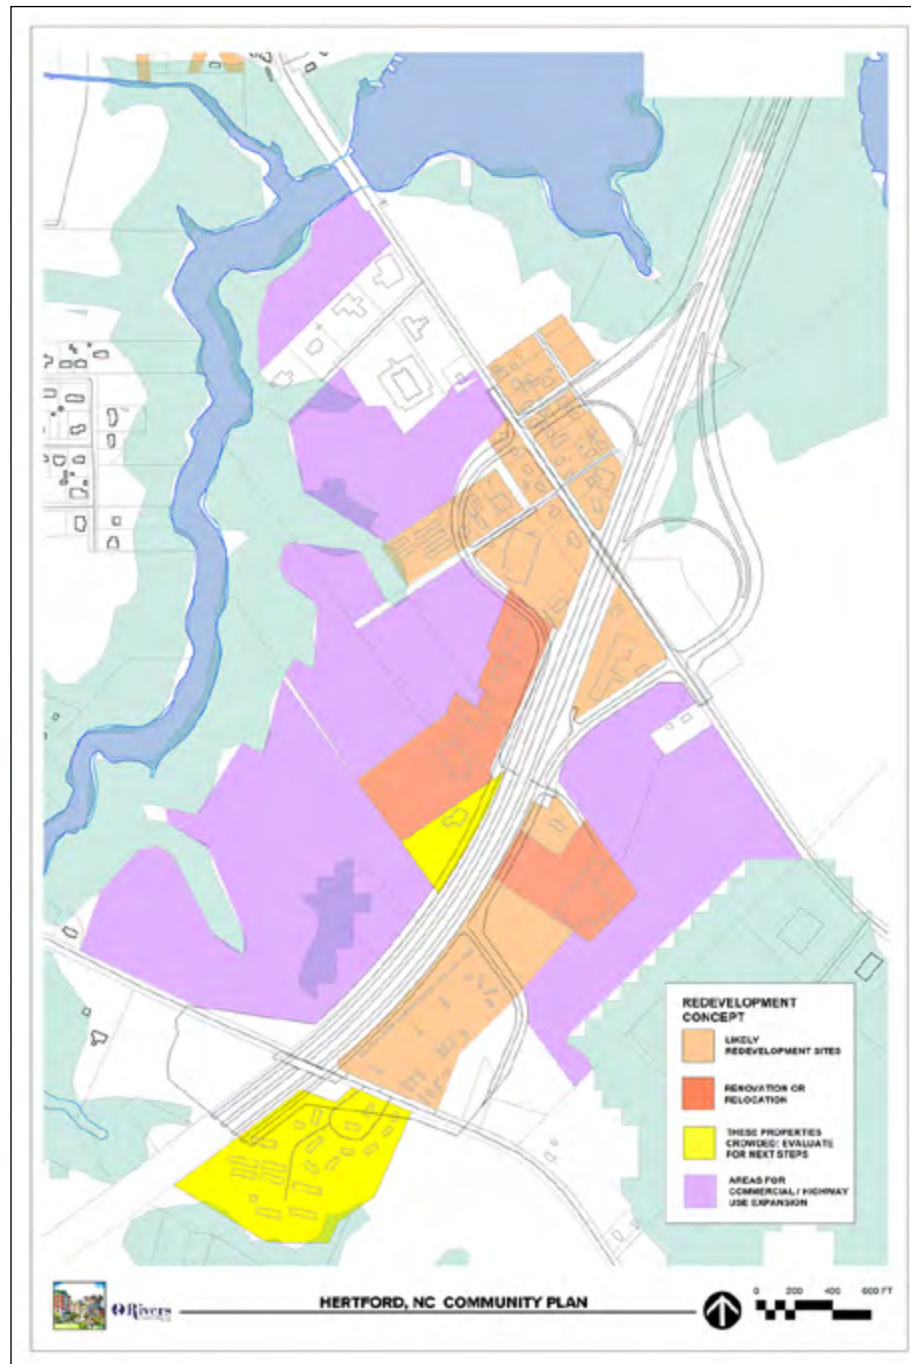 REDEVELOPMENT
CONCEPT
LIKELY
REDEVELOPMENT SITES
RENOVATION OR
RELOCATION
THESE PROPERTIES
CROWDED: EVALUATE
FOR NEXT STEPS
AREAS FOR
COMMERCIAL / HIGHWAY
USE EXPANSION
HERTFORD, NC COMMUNITY PLAN
Rivers
0 200 400 600 FT